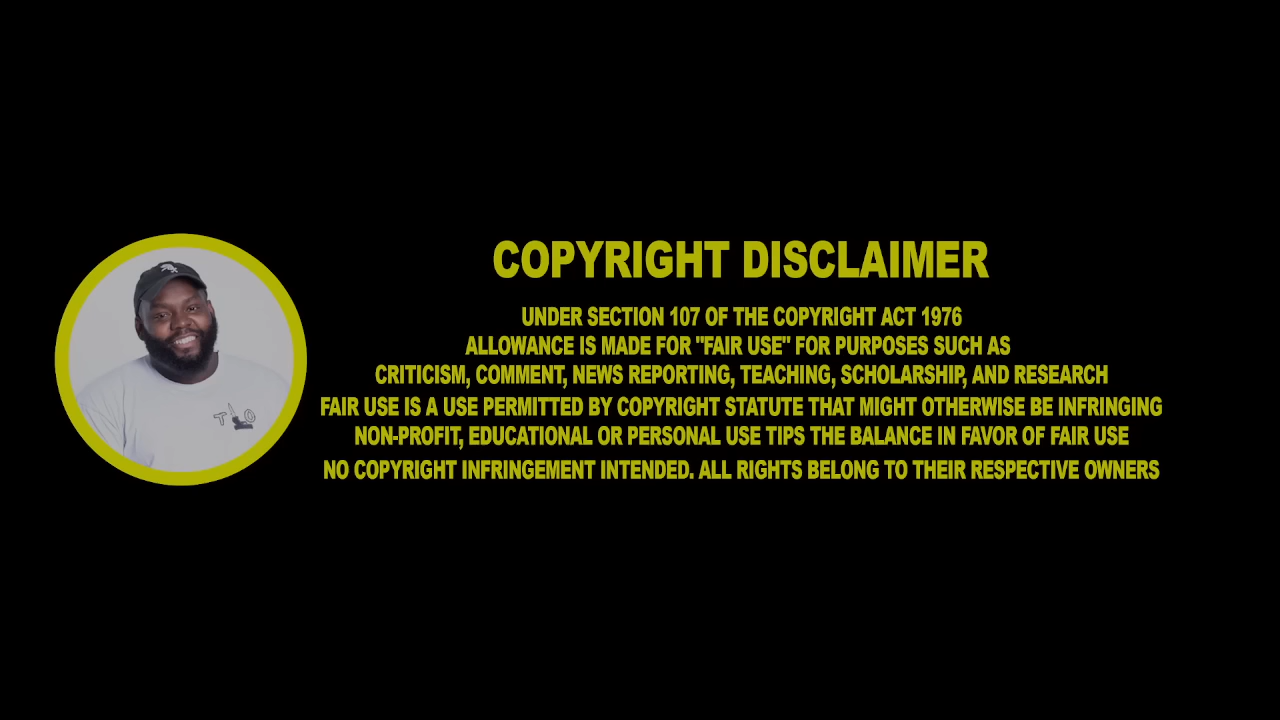 COPYRIGHT DISCLAIMER
UNDER SECTION 107 OF THE COPYRIGHT ACT 1976
ALLOWANCE IS MADE FOR "FAIR USE" FOR PURPOSES SUCH AS
CRITICISM, COMMENT, NEWS REPORTING, TEACHING, SCHOLARSHIP, AND RESEARCH
FAIR USE IS A USE PERMITTED BY COPYRIGHT STATUTE THAT MIGHT OTHERWISE BE INFRINGING
NON-PROFIT, EDUCATIONAL OR PERSONAL USE TIPS THE BALANCE IN FAVOR OF FAIR USE
NO COPYRIGHT INFRINGEMENT INTENDED. ALL RIGHTS BELONG TO THEIR RESPECTIVE OWNERS